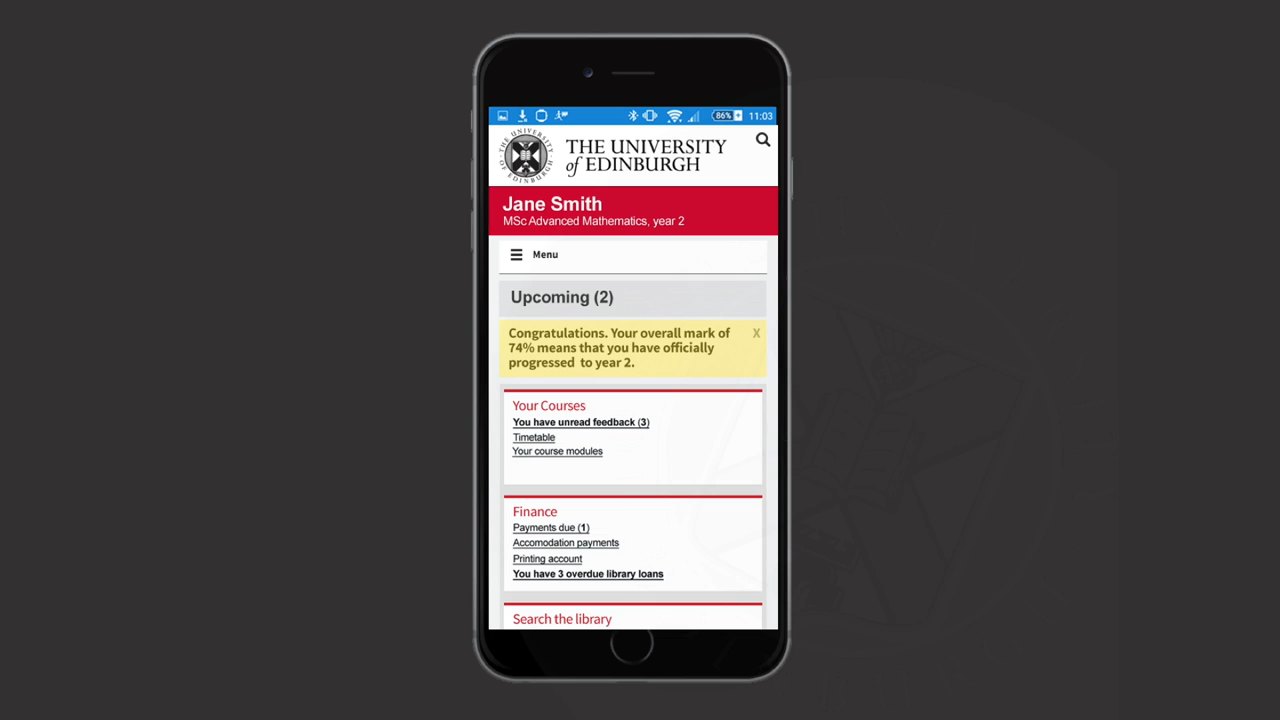 86% 11:03
THE UNIVERSITY
of EDINBURGH
Jane Smith
MSc Advanced Mathematics, year 2
Menu
Upcoming (2)
Congratulations. Your overall mark of X
74% means that you have officially
progressed to year 2.
Your Courses
You have unread feedback (3)
Timetable
Your course modules
Finance
Payments due (1)
Accomodation payments
Printing account
You have 3 overdue library loans
Search the library